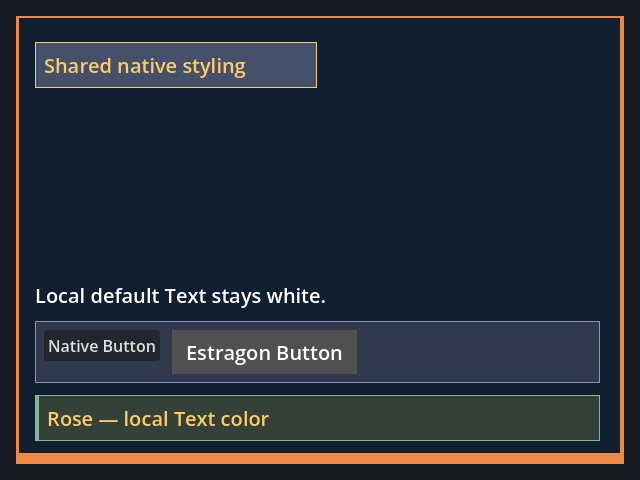 Shared native styling
Local default Text stays white.
Native Button
Estragon Button
Rose — local Text color